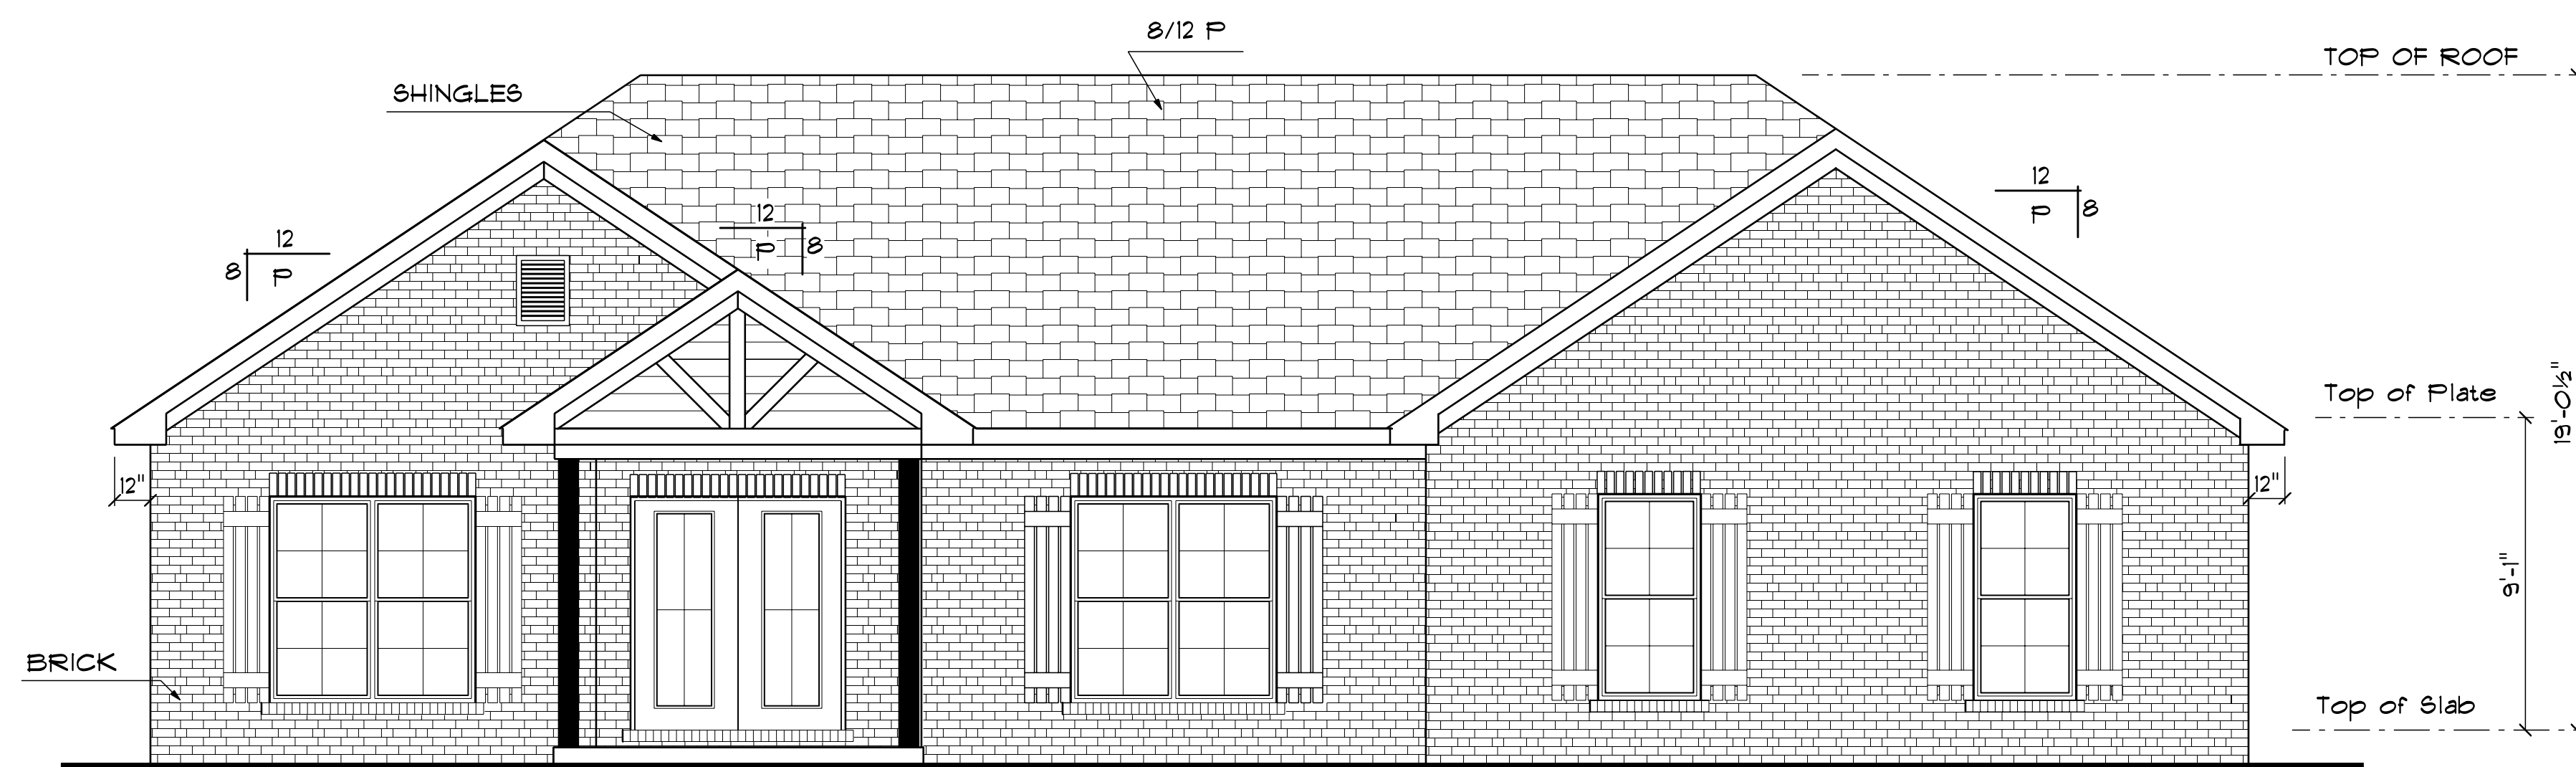 8/12 P
TOP OF ROOF
SHINGLES
12
P 8
12
P 8
12
8 P
Top of Plate
19'-0½"
12"
12"
9'-1"
BRICK
Top of Slab